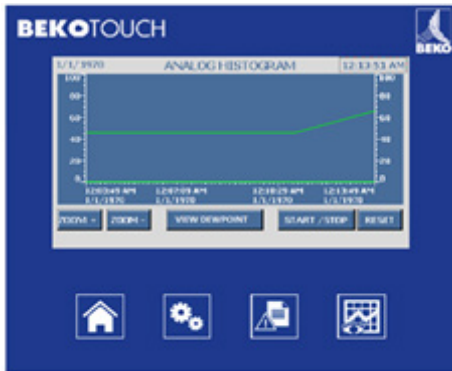 BEKOTOUCH
BEKO
1/1/1970 ANALOG HISTOGRAM 12:13:51 AM
100 100
80 80
60 60
40 40
20 20
0 0
12:03:49 AM 12:07:09 AM 12:10:29 AM 12:13:49 AM
1/1/1970 1/1/1970 1/1/1970 1/1/1970
ZOOM + ZOOM - VIEW DEWPOINT START / STOP RESET